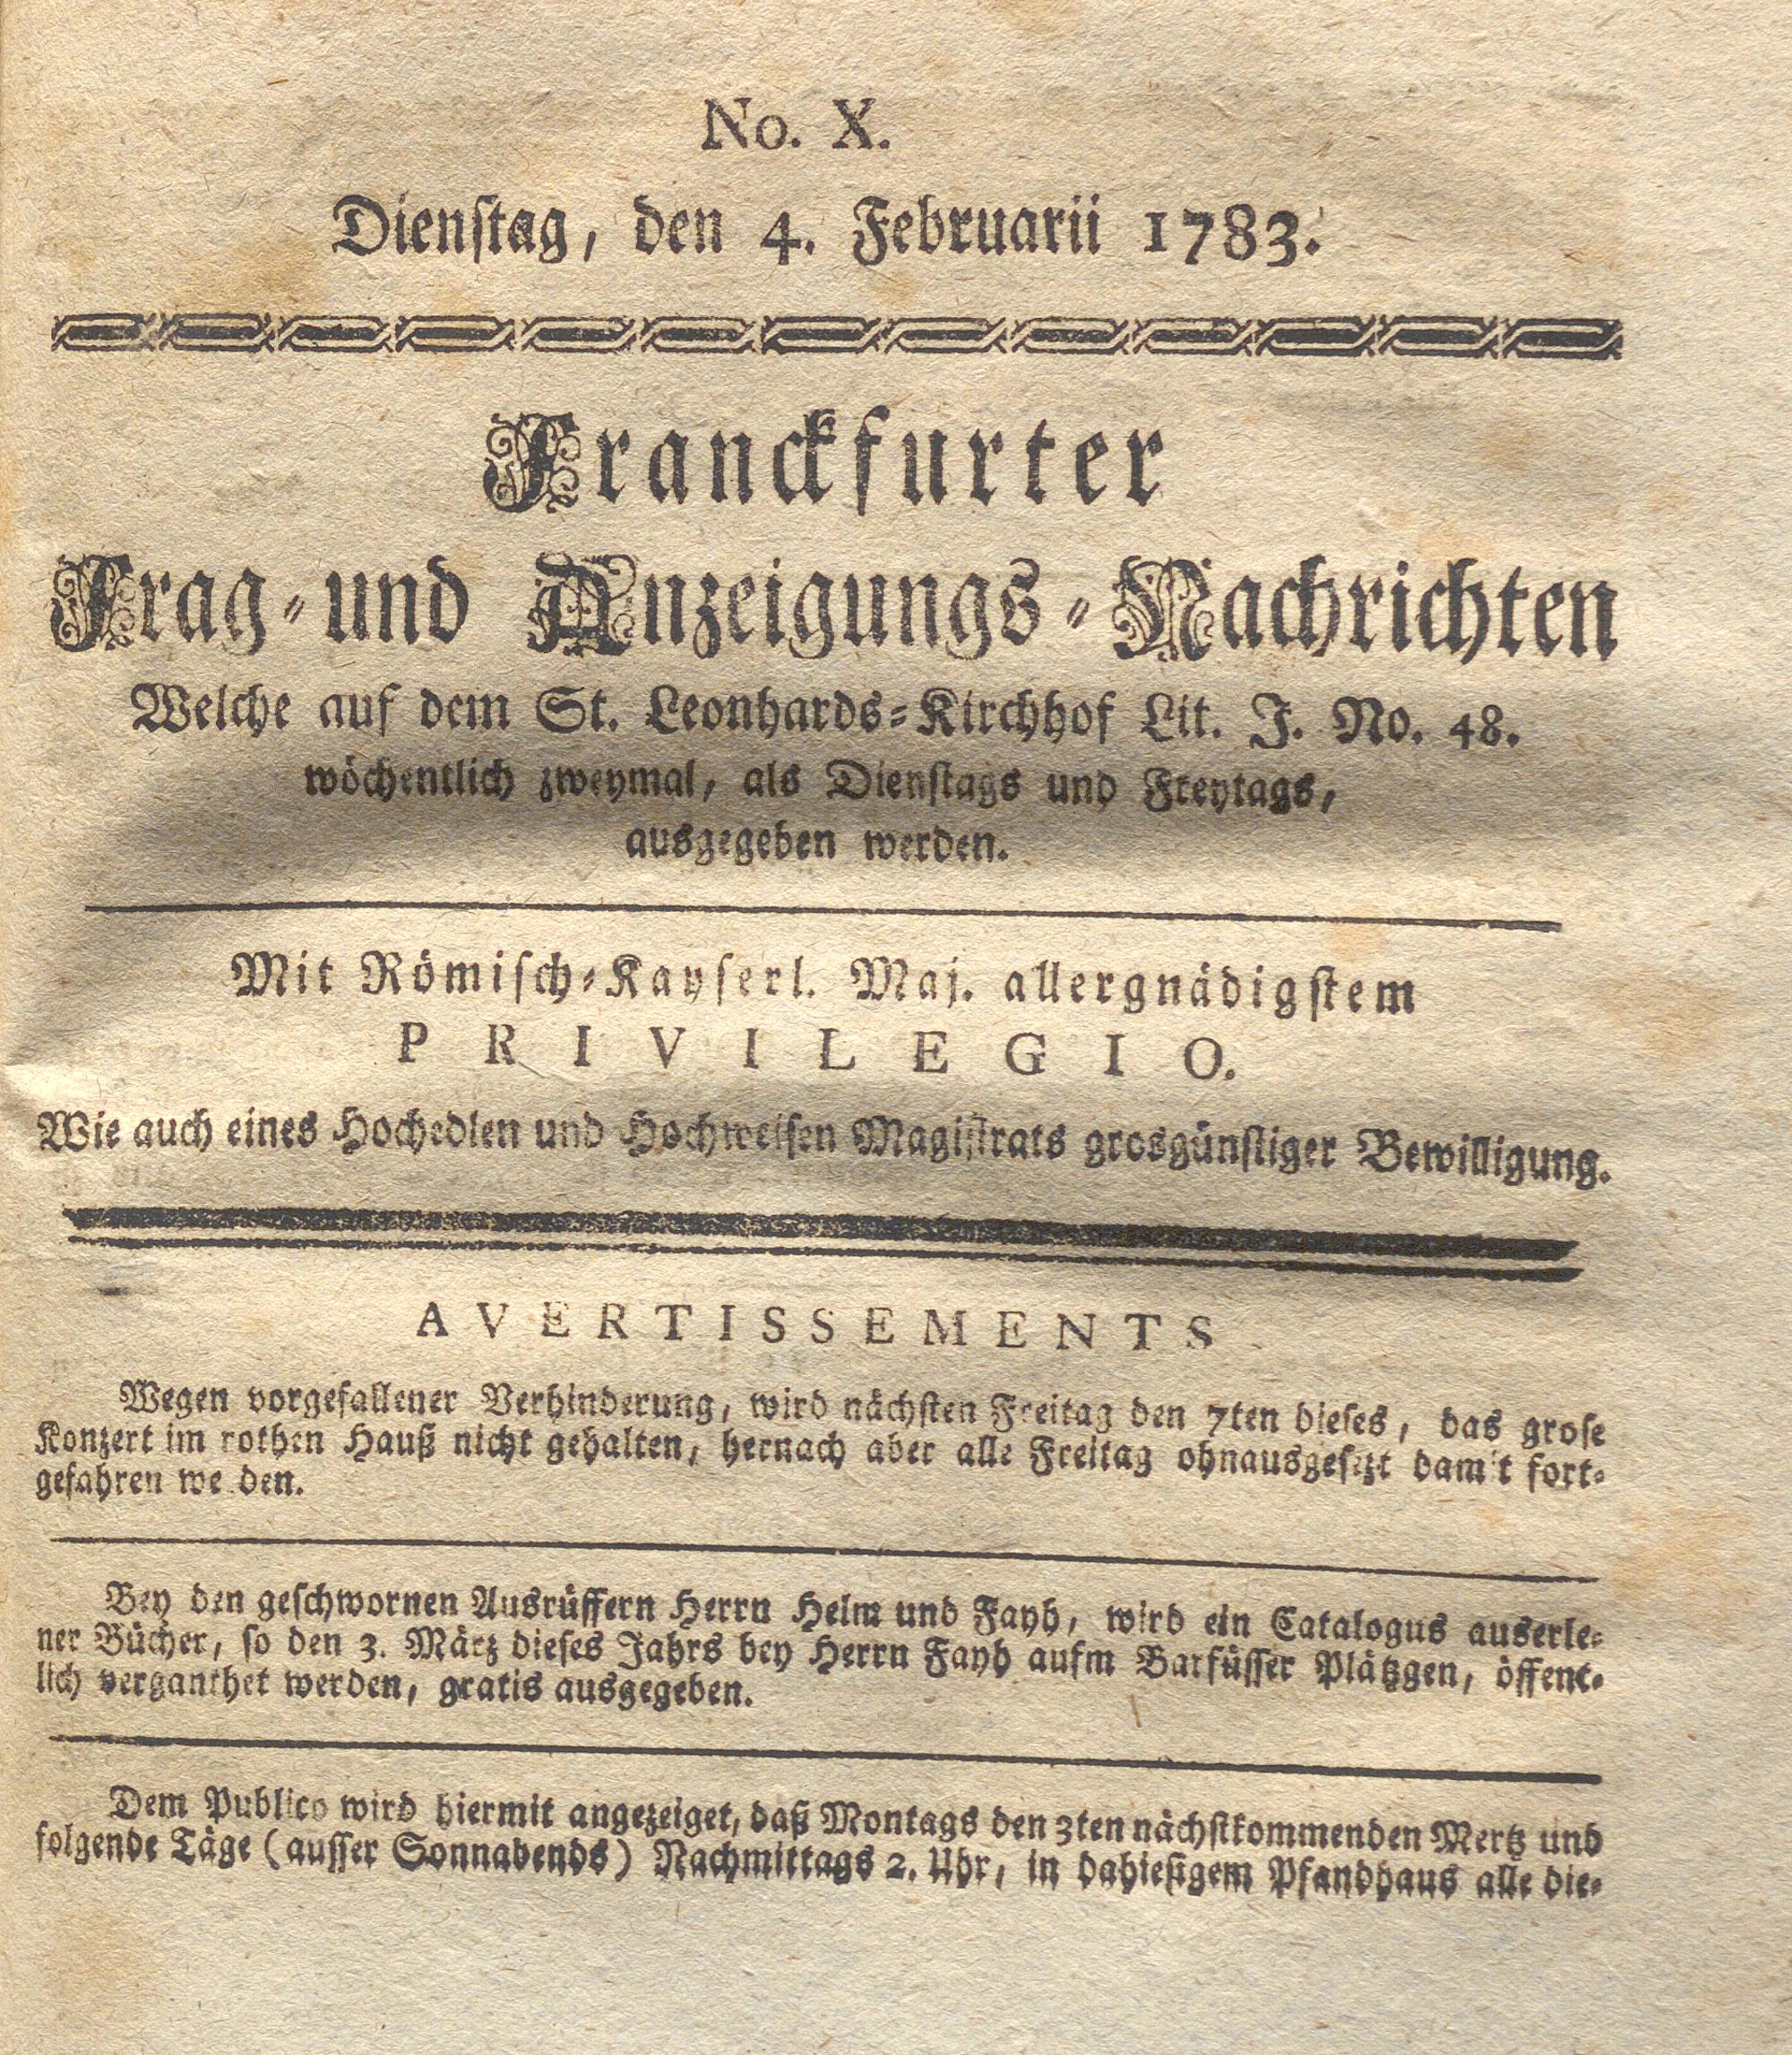 No. X.
Dienſtag, den 4. Februarii 1783.
Franckfurter
Frag-und Anzeigungs-Nachrichten
Welche auf dem St. Leonhards-Kirchhof Lit. J. No. 48.
wöchentlich zweymal, als Dienſtags und Freytags,
ausgegeben werden.
Mit Römiſch-Kayſerl. Maj. allergnädigſtem
PRIVILEGIO.
Wie auch eines Hochedlen und Hochweiſen Magiſtrats grosgünſtiger Bewilligung.
AVERTISSEMENTS
Wegen vorgefallener Verhinderung, wird nächſten Freitag den 7ten dieſes, das groſe
Konzert im rothen Hauß nicht gehalten, hernach aber alle Freitag ohnausgeſezt dam t fort-
gefahren we den.
Bey den geſchwornen Ausrüffern Herrn Helm und Fayh, wird ein Catalogus auserle-
ner Bücher, ſo den 3. März dieſes Jahrs bey Herrn Fayh aufm Barfüſſer Plätzgen, öffent-
lich verganthet werden, gratis ausgegeben.
Dem Publico wird hiermit angezeiget, daß Montags den 3ten nächſtkommenden Mertz und
folgende Täge (auſſer Sonnabends) Nachmittags 2. Uhr, in dahieſigem Pfandhaus alle die-